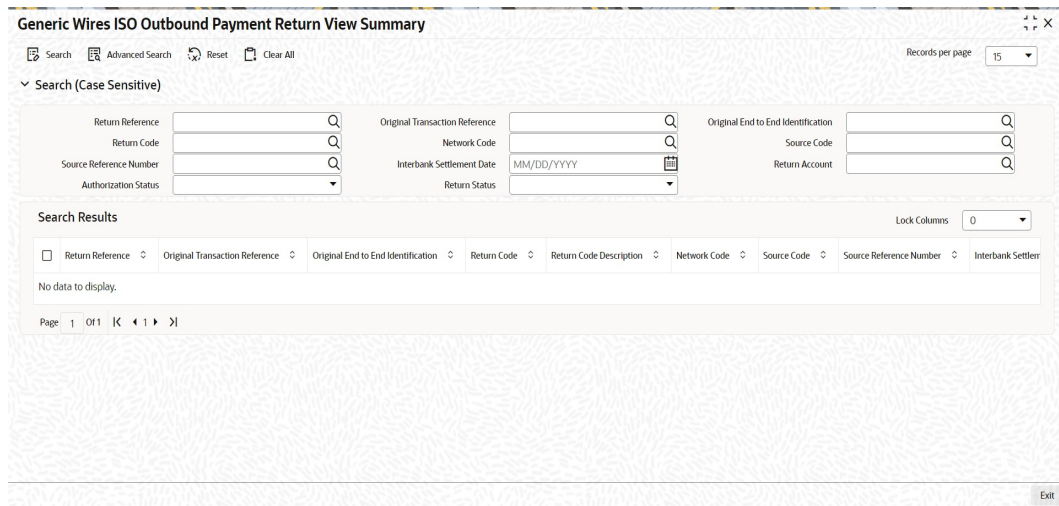 Generic Wires ISO Outbound Payment Return View Summary
Search Advanced Search Reset Clear All
Records per page 15
Search (Case Sensitive)
Return Reference Original Transaction Reference Original End to End Identification
Return Code Network Code Source Code
Source Reference Number Interbank Settlement Date MM/DD/YYYY Return Account
Authorization Status Return Status
Search Results
Lock Columns 0
Return Reference Original Transaction Reference Original End to End Identification Return Code Return Code Description Network Code Source Code Source Reference Number Interbank Settlem
No data to display.
Page 1 Of 1 1
Exit